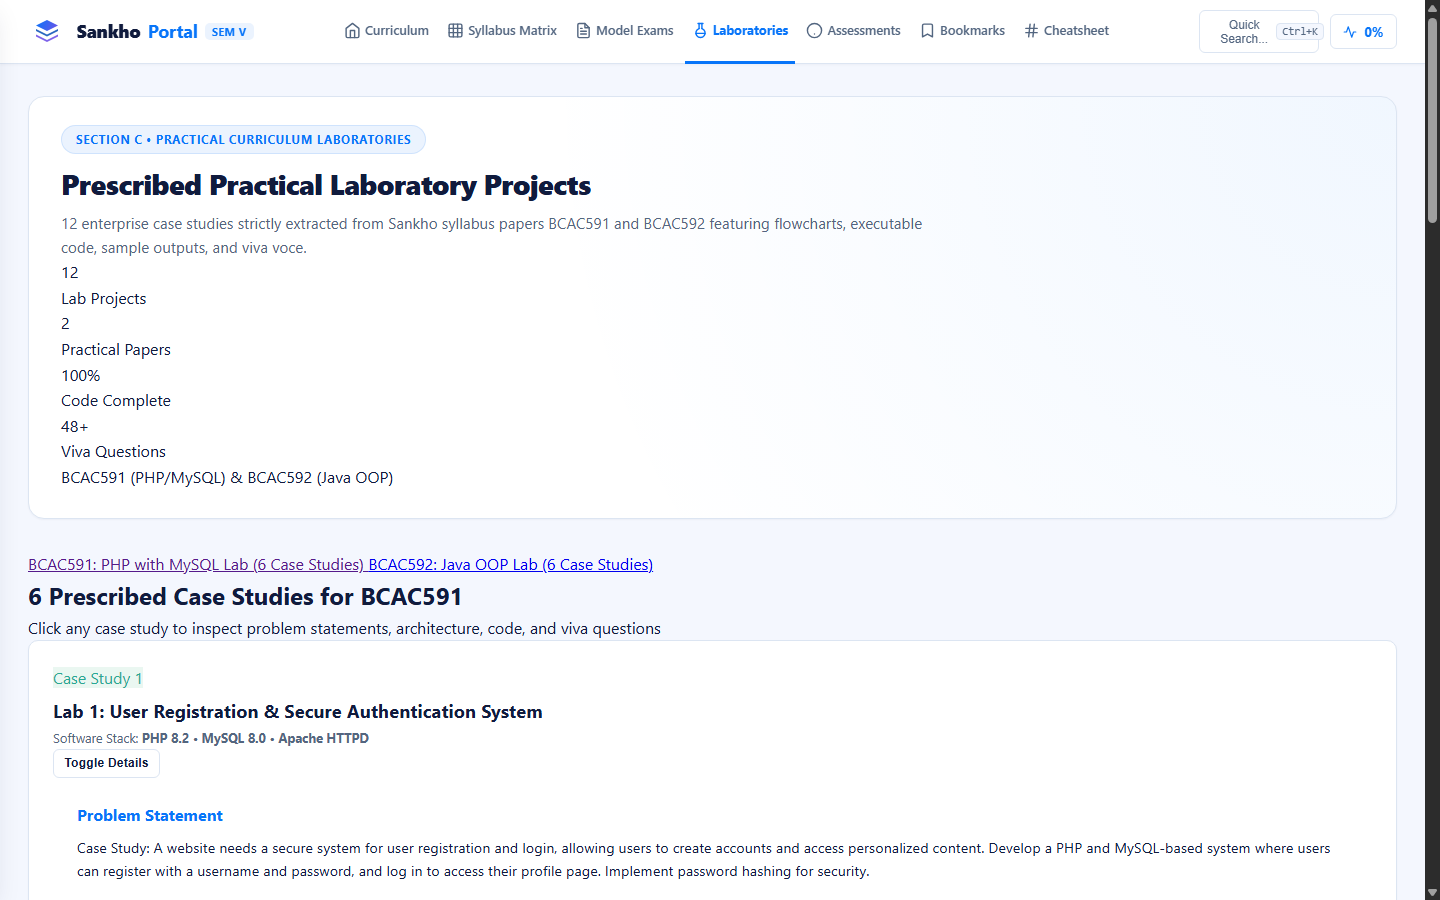 Sankho Portal SEM V
Curriculum
Syllabus Matrix
Model Exams
Laboratories
Assessments
Bookmarks
Cheatsheet
Quick Search... Ctrl+K
0%
SECTION C • PRACTICAL CURRICULUM LABORATORIES
Prescribed Practical Laboratory Projects
12 enterprise case studies strictly extracted from Sankho syllabus papers BCAC591 and BCAC592 featuring flowcharts, executable
code, sample outputs, and viva voce.
12
Lab Projects
2
Practical Papers
100%
Code Complete
48+
Viva Questions
BCAC591 (PHP/MySQL) & BCAC592 (Java OOP)
BCAC591: PHP with MySQL Lab (6 Case Studies) BCAC592: Java OOP Lab (6 Case Studies)
6 Prescribed Case Studies for BCAC591
Click any case study to inspect problem statements, architecture, code, and viva questions
Case Study 1
Lab 1: User Registration & Secure Authentication System
Software Stack: PHP 8.2 • MySQL 8.0 • Apache HTTPD
Toggle Details
Problem Statement
Case Study: A website needs a secure system for user registration and login, allowing users to create accounts and access personalized content. Develop a PHP and MySQL-based system where users
can register with a username and password, and log in to access their profile page. Implement password hashing for security.